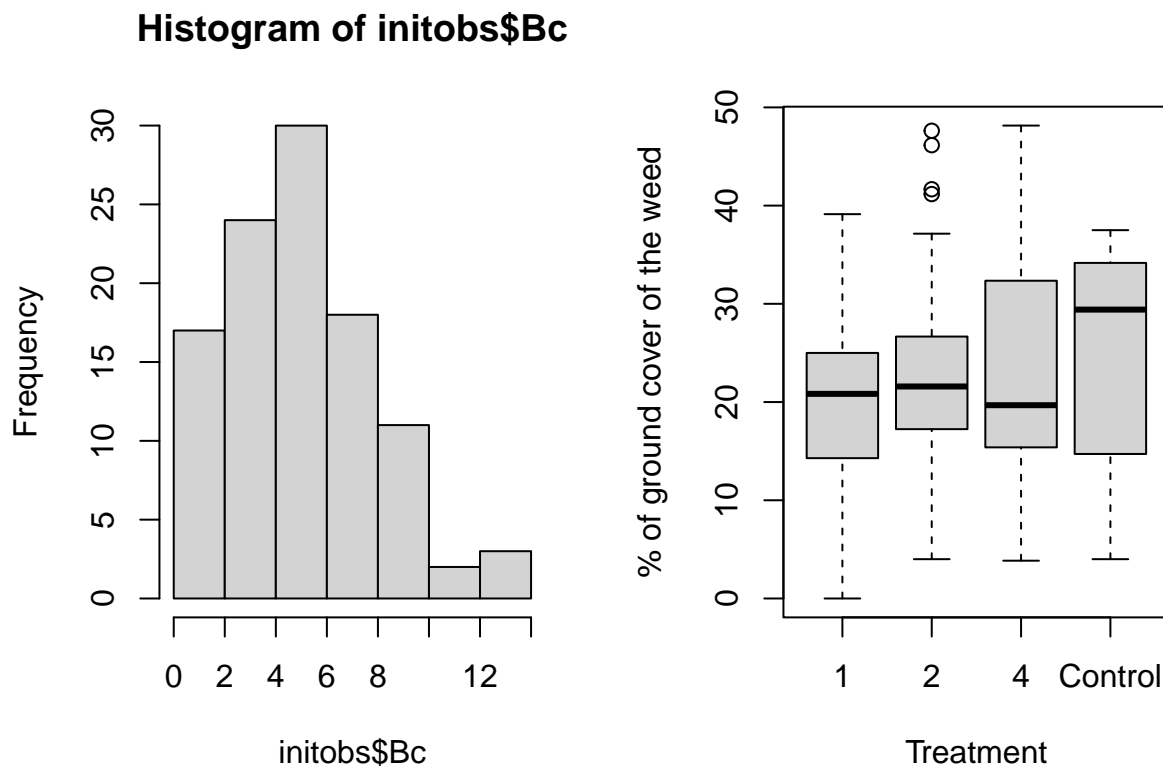 Histogram of initobs$Bc
Frequency
0
5
10
15
20
25
30
0 2 4 6 8 12
initobs$Bc
% of ground cover of the weed
0
10
20
30
40
50
1 2 4 Control
Treatment